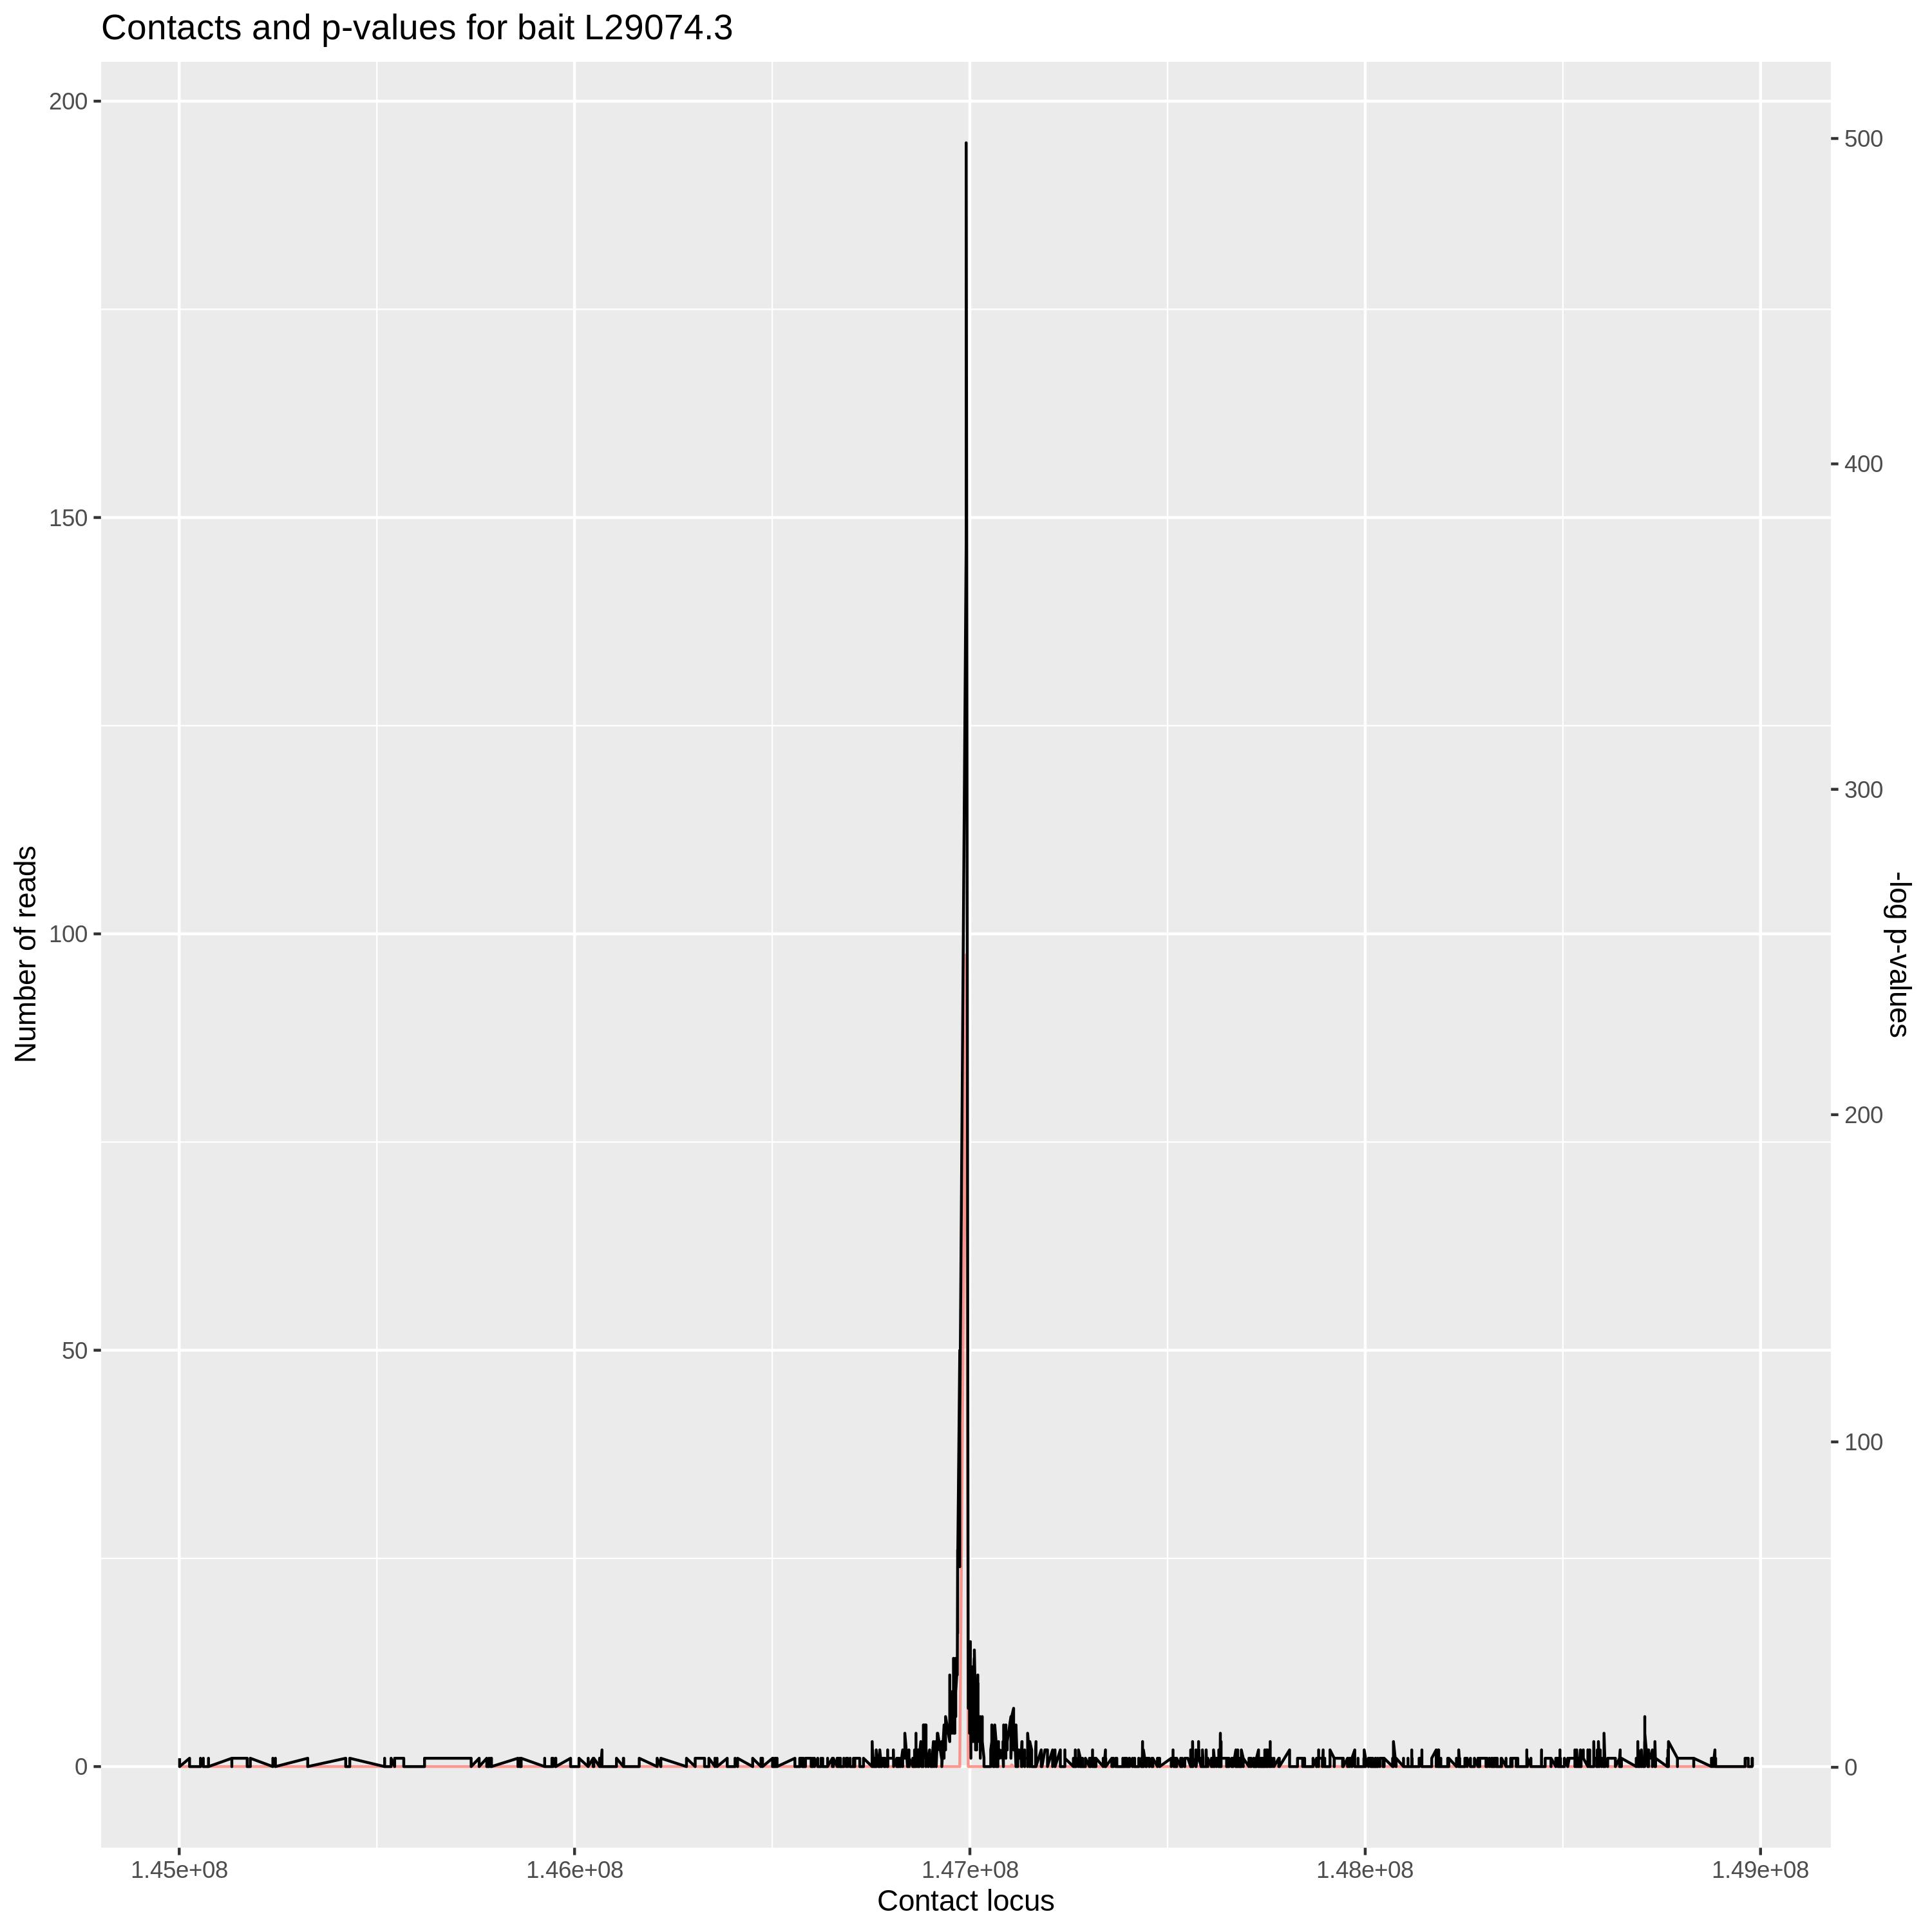 Contacts and p-values for bait L29074.3
200
150
100
50
0
Number of reads
500
400
300
200
100
0
-log p-values
1.45e+08
1.46e+08
1.47e+08
1.48e+08
1.49e+08
Contact locus